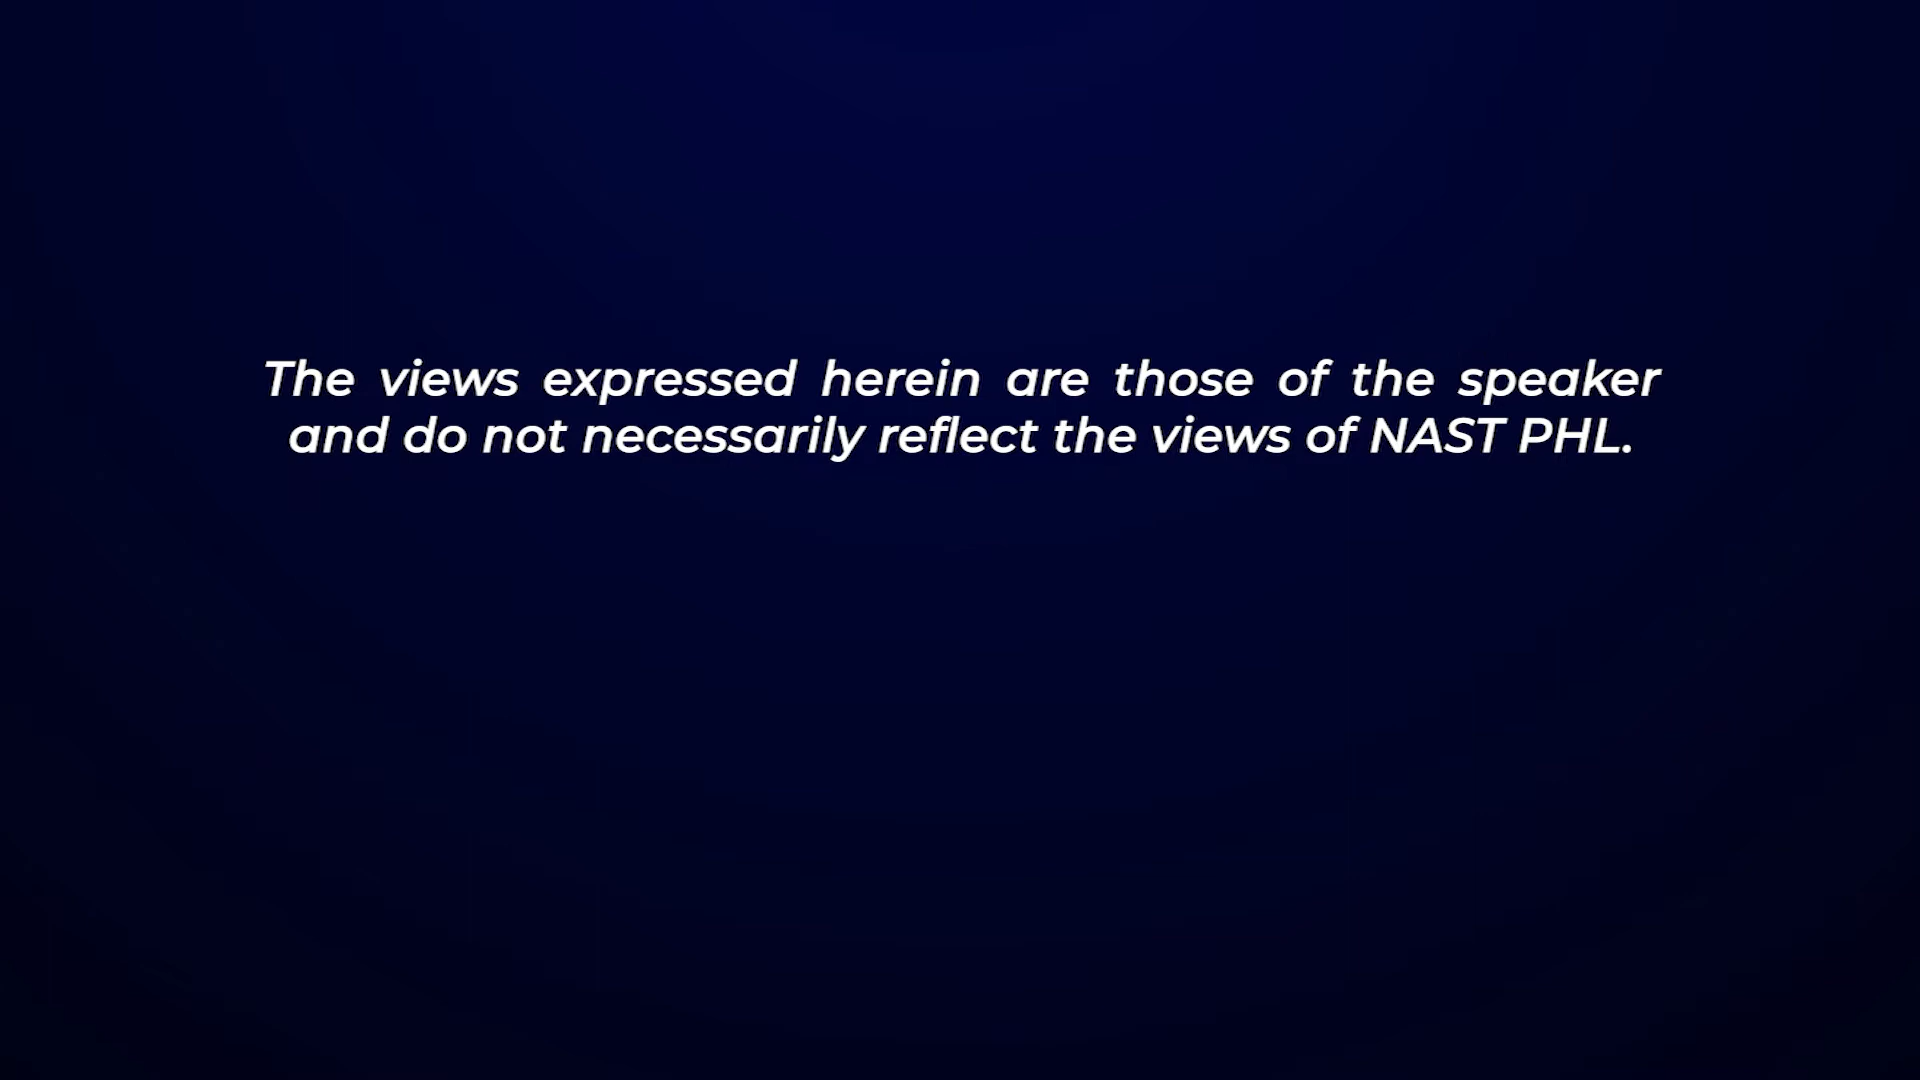 The views expressed herein are those of the speaker
and do not necessarily reflect the views of NAST PHL.